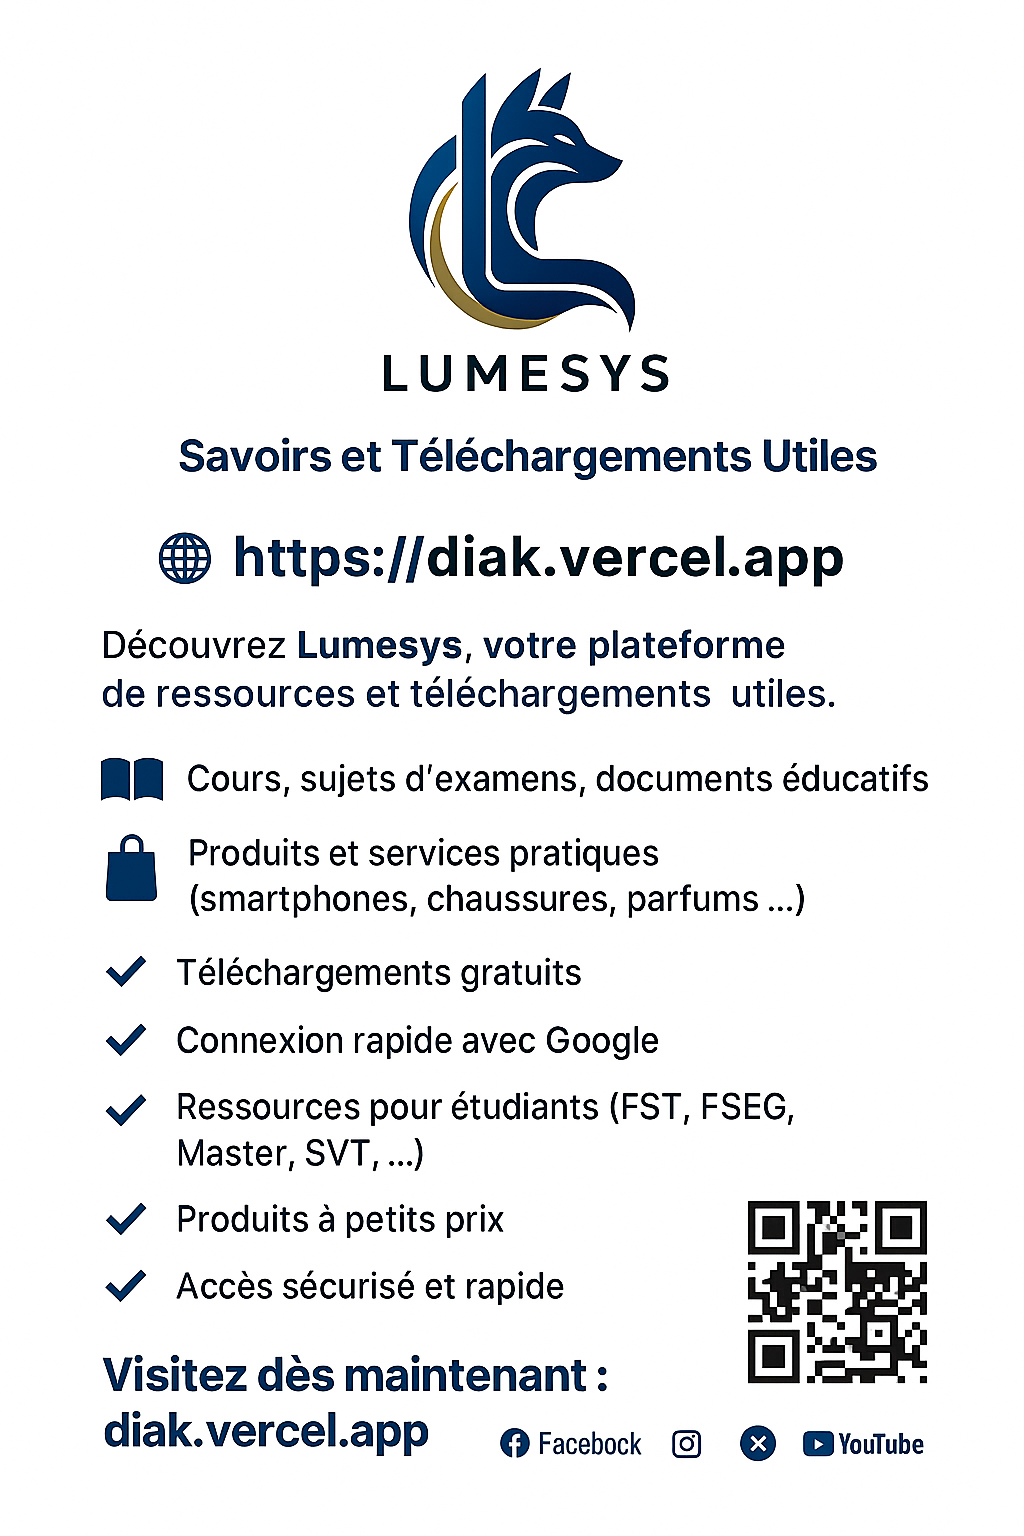 LUMESYS
Savoirs et Téléchargements Utiles
https://diak.vercel.app
Découvrez Lumesys, votre plateforme
de ressources et téléchargements utiles.
Cours, sujets d'examens, documents éducatifs
Produits et services pratiques
(smartphones, chaussures, parfums ...)
Téléchargements gratuits
Connexion rapide avec Google
Ressources pour étudiants (FST, FSEG,
Master, SVT, ...)
Produits à petits prix
Accès sécurisé et rapide
Visitez dès maintenant :
diak.vercel.app
Facebock
YouTube